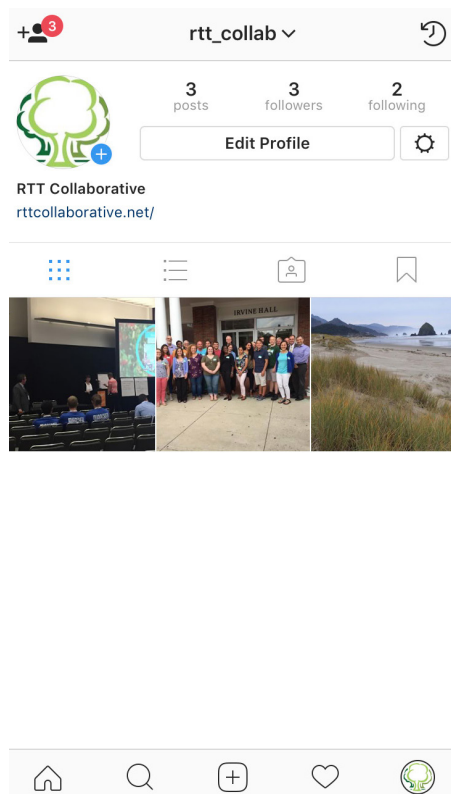 3
rtt_collab
3 3 2
posts followers following
Edit Profile
RTT Collaborative
rttcollaborative.net/
IRVINE HALL